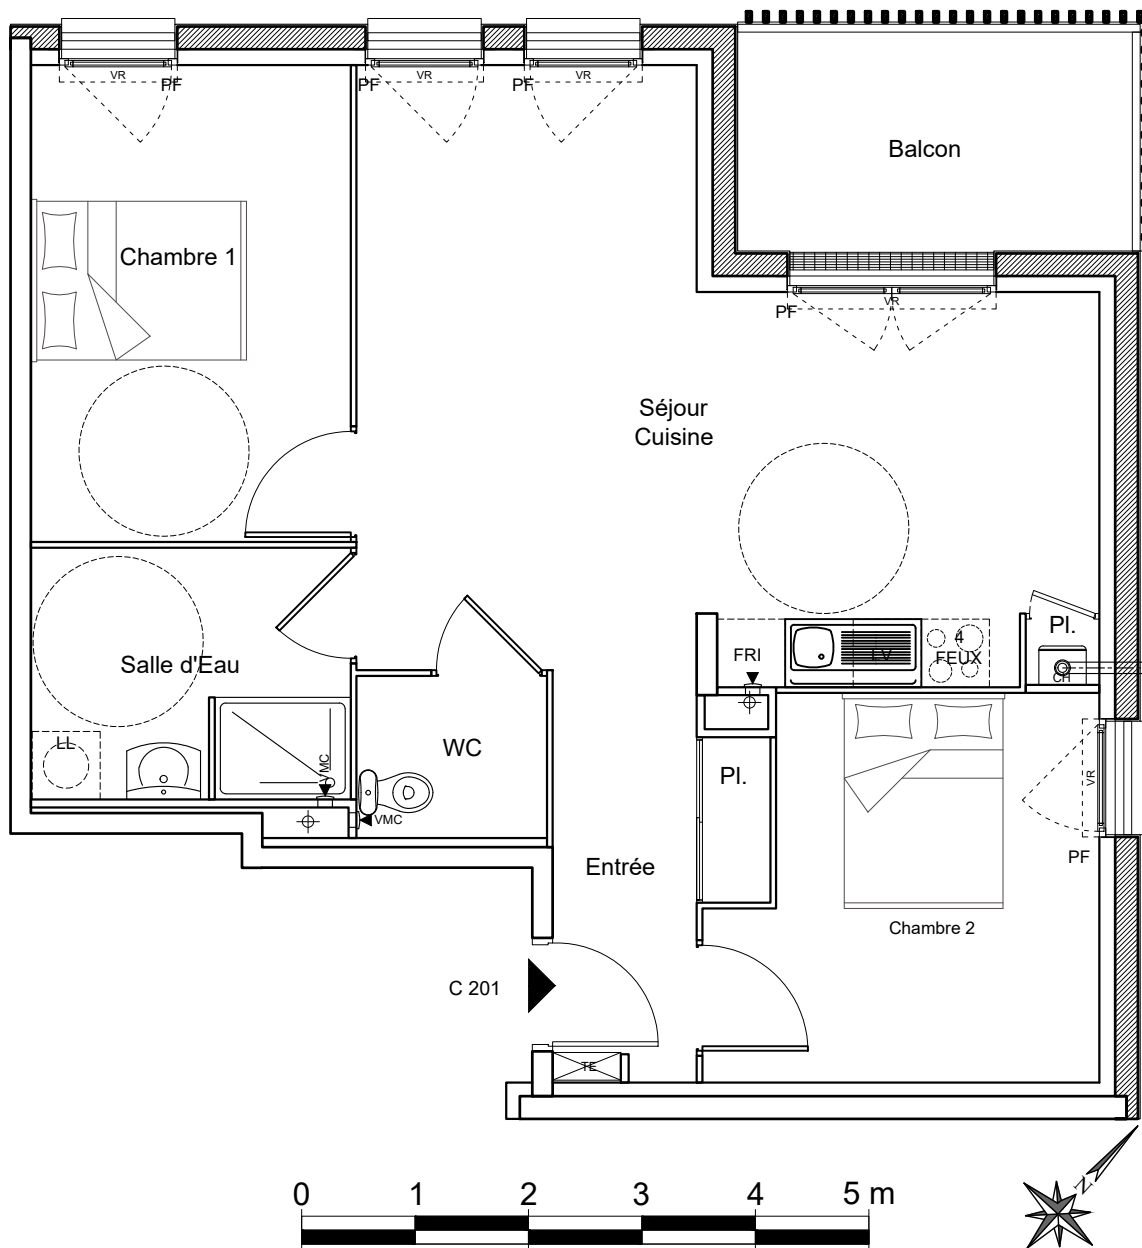 VR
VR
VR
PF
PF
PF
Balcon
Chambre 1
VR
PF
Séjour
Cuisine
Pl.
4
FEUX
FRI
LV
CH
Salle d'Eau
LL
VMC
WC
VMC
Pl.
VR
PF
Entrée
Chambre 2
C 201
TE
0 1 2 3 4 5 m
N